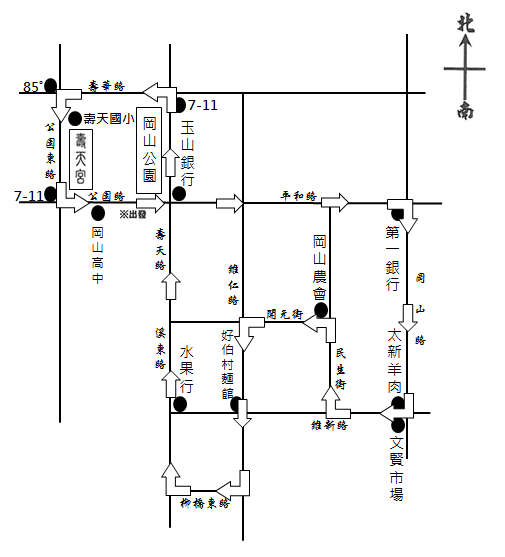 北
85°
壽華路
7-11
壽天國小
公園東路
壽天宮
岡山公園
玉山銀行
南
7-11
公園路
平和路
※出發
岡山高中
壽天路
維仁路
岡山農會
第一銀行
岡山路
開元街
溪東路
水果行
好伯村麵館
民生街
太新羊肉
維新路
文賢市場
柳橋東路